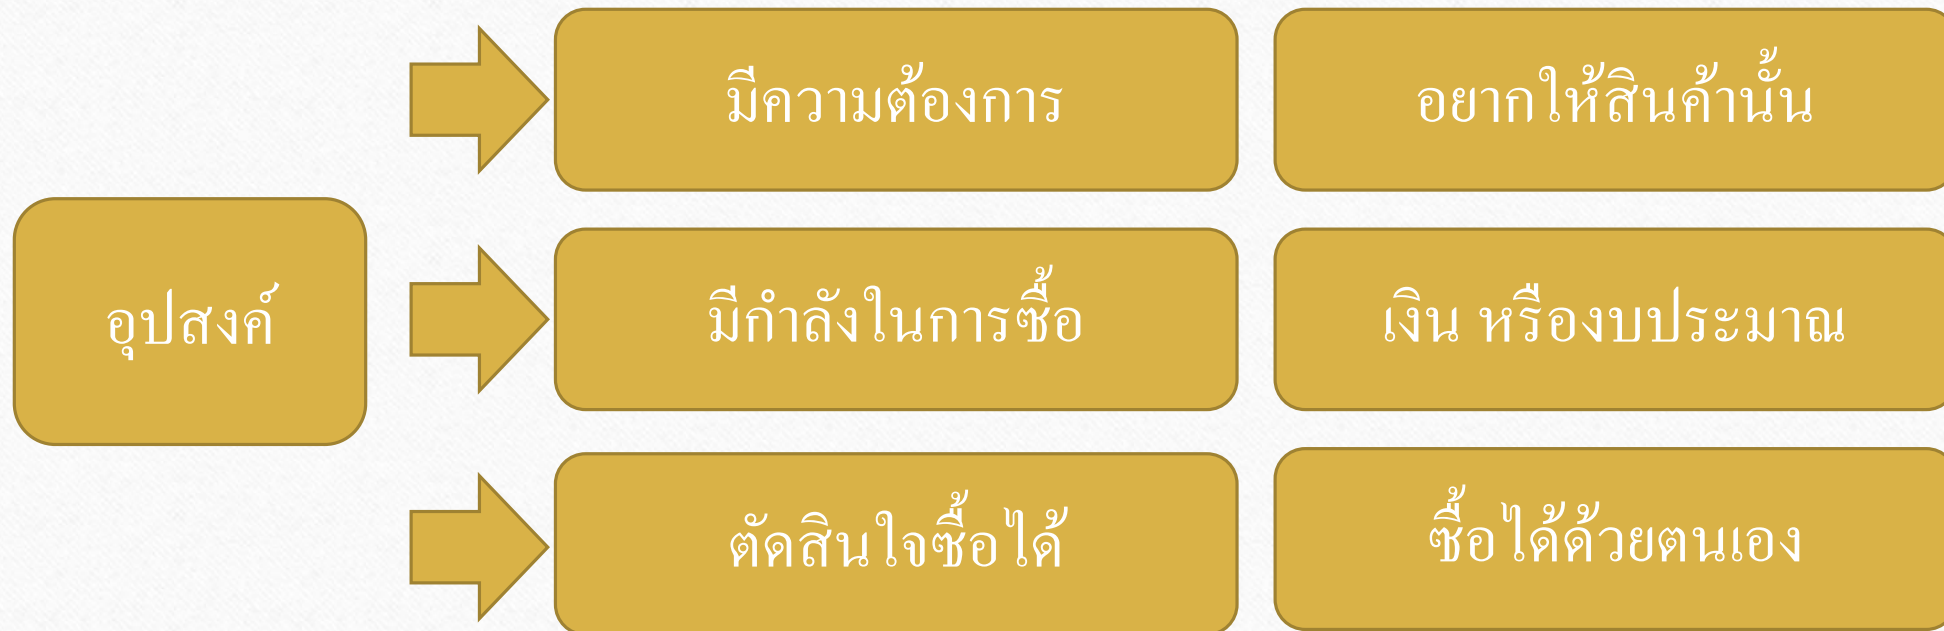 มีความต้องการ
อยากให้สินค้านั้น
อุปสงค์
มีกำลังในการซื้อ
เงิน หรืองบประมาณ
ตัดสินใจซื้อได้
ซื้อได้ด้วยตนเอง